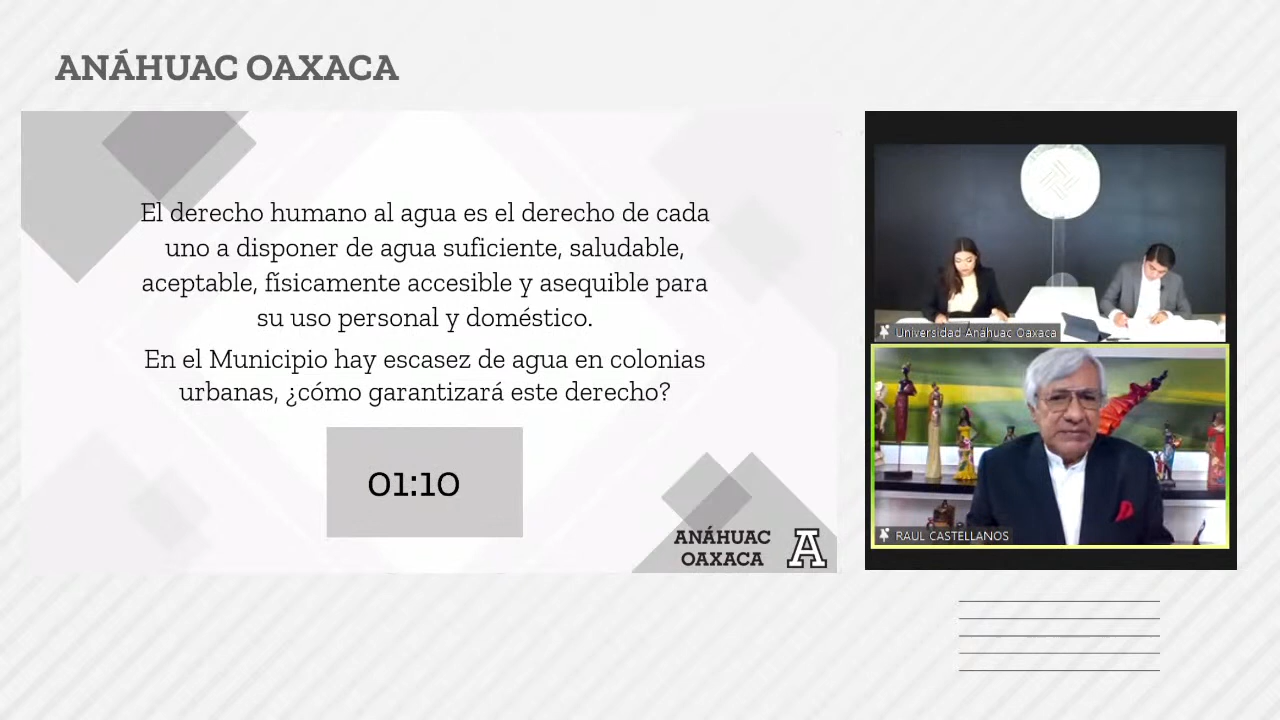 ANÁHUAC OAXACA
El derecho humano al agua es el derecho de cada
uno a disponer de agua suficiente, saludable,
aceptable, físicamente accesible y asequible para
su uso personal y doméstico.
En el Municipio hay escasez de agua en colonias
urbanas, ¿cómo garantizará este derecho?
01:10
ANÁHUAC
OAXACA
A
Universidad Anáhuac Oaxaca
RAUL CASTELLANOS